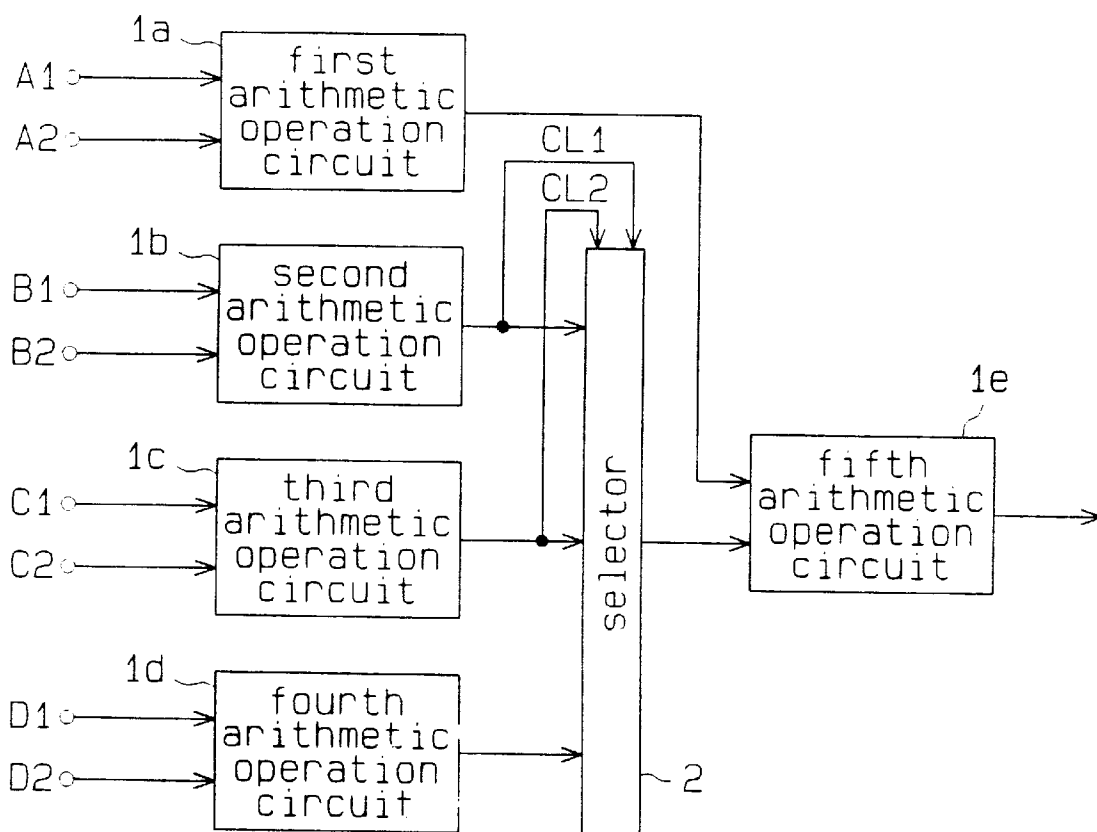 1a
first
arithmetic
operation
circuit
A1
A2
CL1
CL2
1b
second
arithmetic
operation
circuit
B1
B2
1c
third
arithmetic
operation
circuit
C1
C2
selector
1e
fifth
arithmetic
operation
circuit
1d
fourth
arithmetic
operation
circuit
D1
D2
2